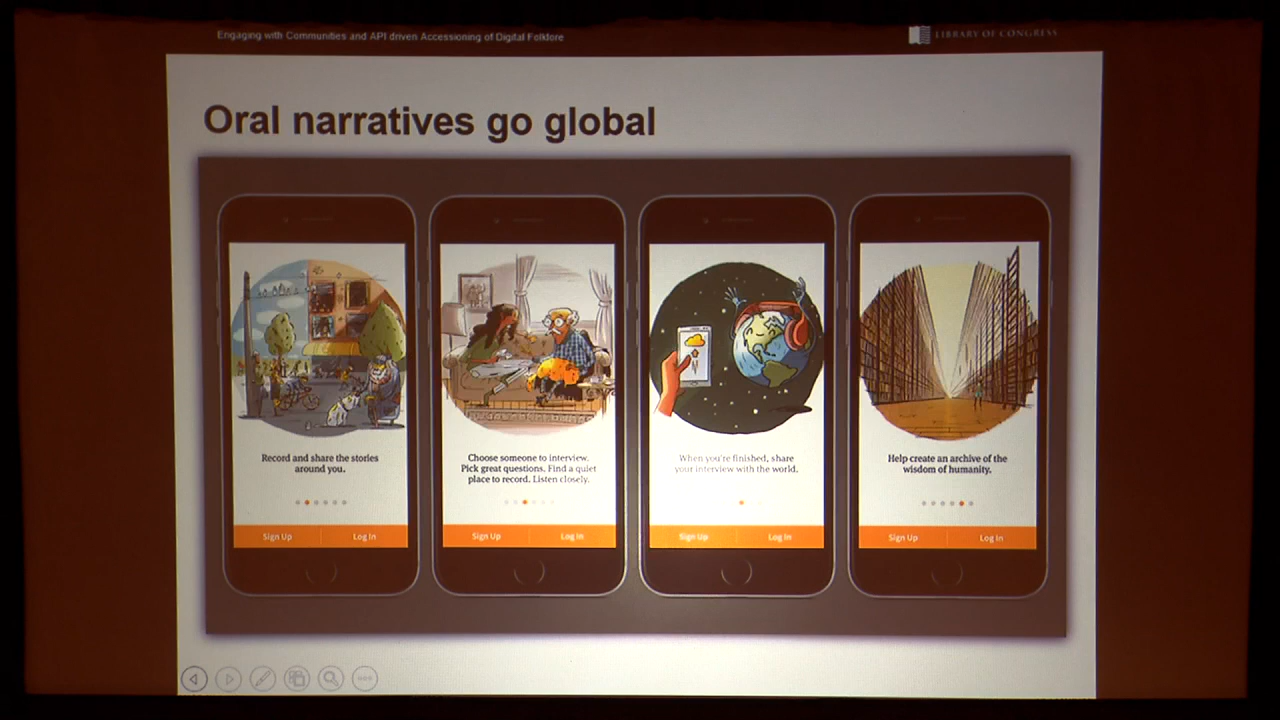 Engaging with Communities and API driven Accessioning of Digital Folklore
LIBRARY OF CONGRESS
Oral narratives go global
Record and share the stories
around you.
Sign Up
Log In
Choose someone to interview.
Pick great questions. Find a quiet
place to record. Listen closely.
Sign Up
Log In
When you're finished, share
your interview with the world.
Sign Up
Log In
Help create an archive of the
wisdom of humanity.
Sign Up
Log In